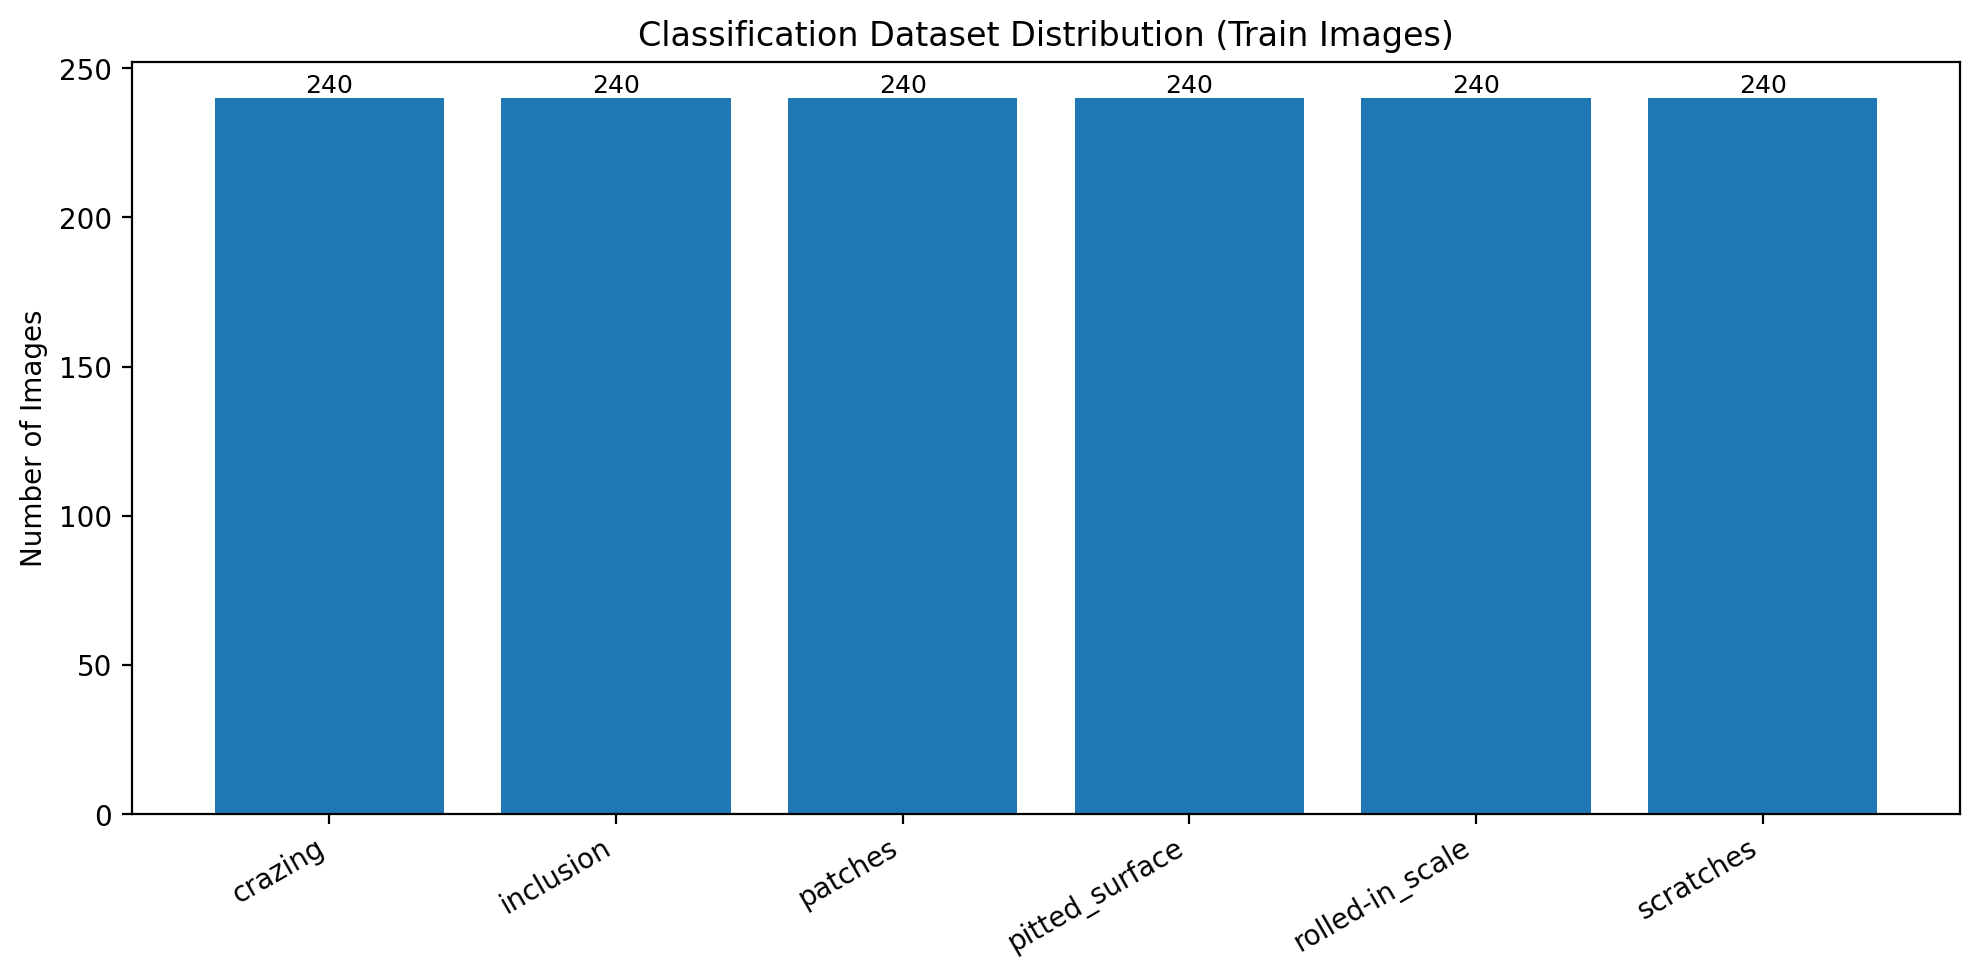 Classification Dataset Distribution (Train Images)
250
200
150
100
50
0
Number of Images
240 240 240 240 240 240
crazing inclusion patches pitted_surface rolled-in_scale scratches